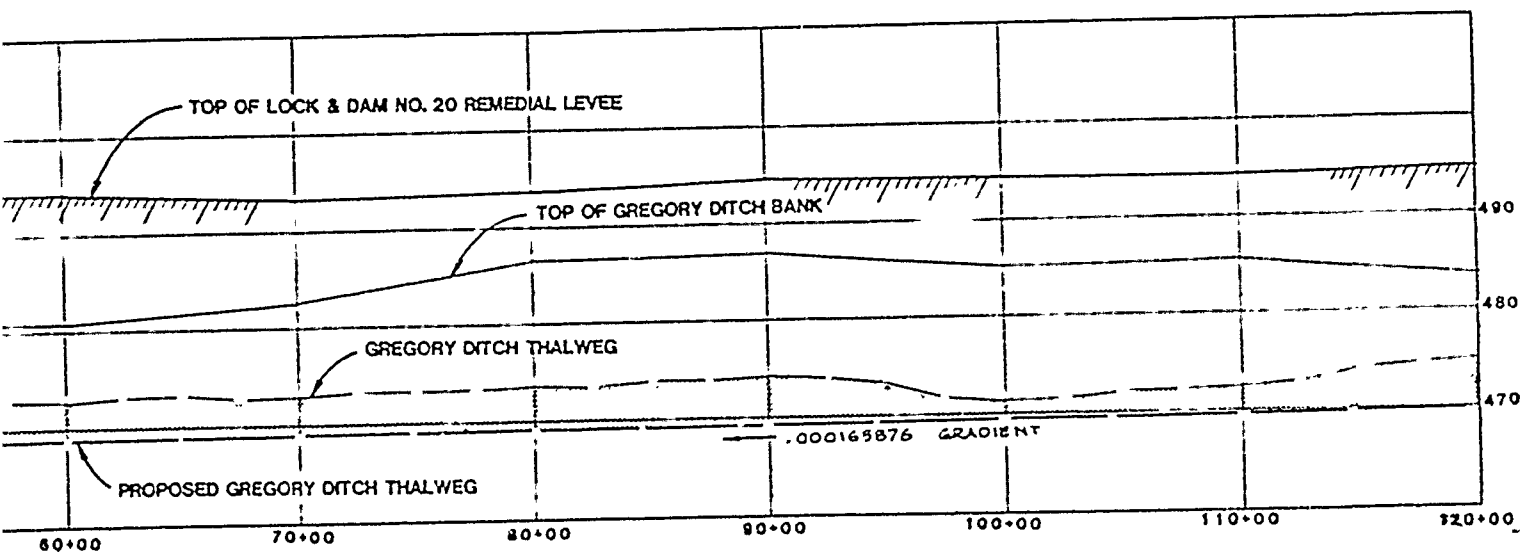 TOP OF LOCK & DAM NO. 20 REMEDIAL LEVEE
TOP OF GREGORY DITCH BANK
490
480
GREGORY DITCH THALWEG
470
.000165876 GRADIENT
PROPOSED GREGORY DITCH THALWEG
60+00 70+00 80+00 90+00 100+00 110+00 120+00